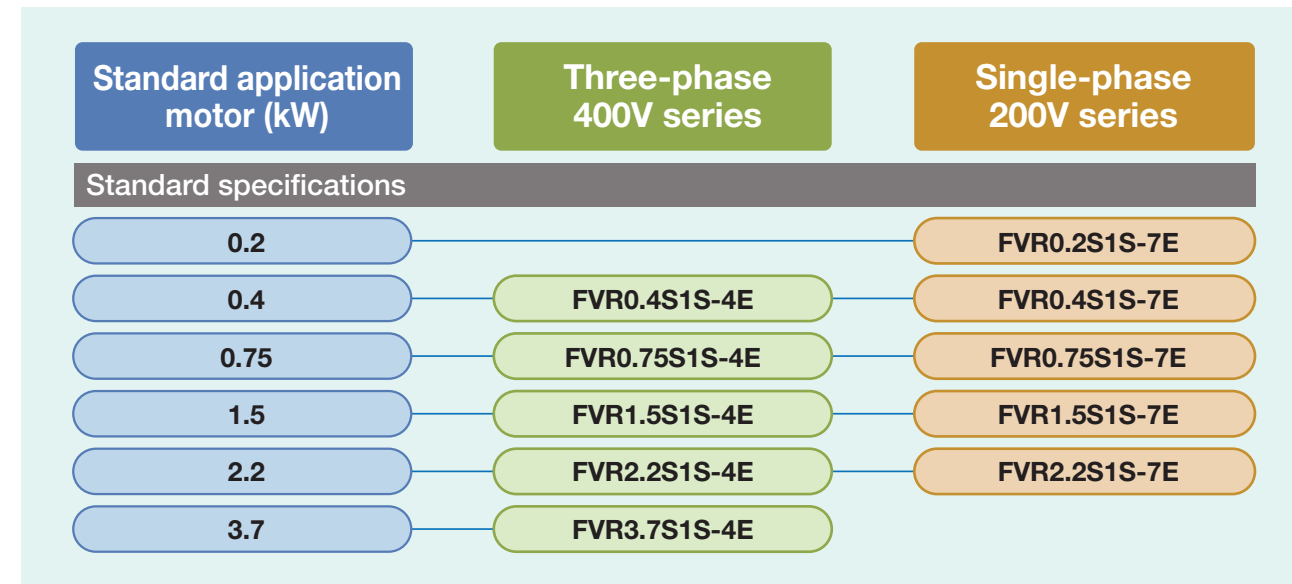 Standard application
motor (kW)
Three-phase
400V series
Single-phase
200V series
Standard specifications
0.2
FVR0.2S1S-7E
0.4
FVR0.4S1S-4E
FVR0.4S1S-7E
0.75
FVR0.75S1S-4E
FVR0.75S1S-7E
1.5
FVR1.5S1S-4E
FVR1.5S1S-7E
2.2
FVR2.2S1S-4E
FVR2.2S1S-7E
3.7
FVR3.7S1S-4E